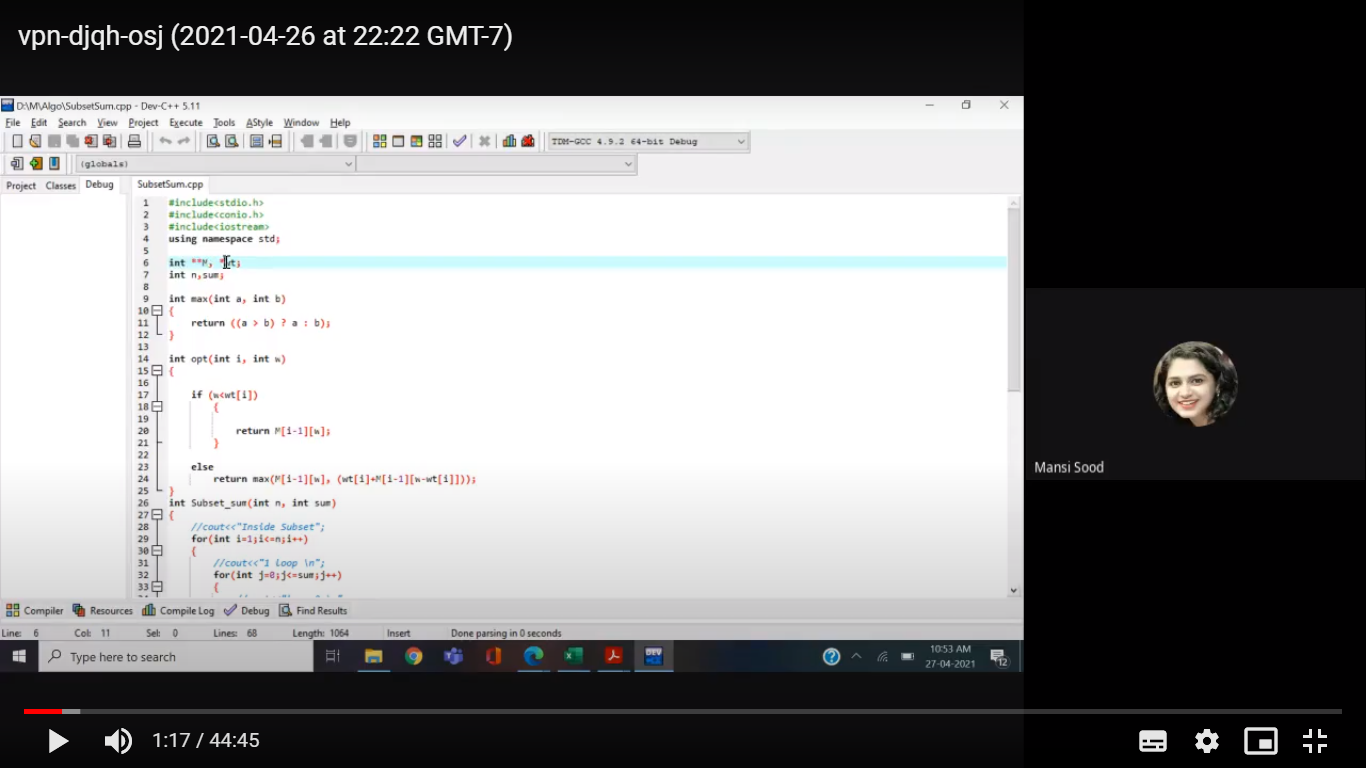 vpn-djqh-osj (2021-04-26 at 22:22 GMT-7)
D:\M\Algo\SubsetSum.cpp - Dev-C++ 5.11
File Edit Search View Project Execute Tools AStyle Window Help
TDM-GCC 4.9.2 64-bit Debug
(globals)
Project Classes Debug SubsetSum.cpp
1 #include<stdio.h>
2 #include<conio.h>
3 #include<iostream>
4 using namespace std;
5
6 int **M, *wt;
7 int n,sum;
8
9 int max(int a, int b)
10 {
11 return ((a > b) ? a : b);
12 }
13
14 int opt(int i, int w)
15 {
16
17 if (w<wt[i])
18 {
19
20 return M[i-1][w];
21 }
22
23 else
24 return max(M[i-1][w], (wt[i]+M[i-1][w-wt[i]]));
25 }
26 int Subset_sum(int n, int sum)
27 {
28 //cout<<"Inside Subset";
29 for(int i=1;i<=n;i++)
30 {
31 //cout<<"1 loop \n";
32 for(int j=0;j<=sum;j++)
33 {
Mansi Sood
Compiler Resources Compile Log Debug Find Results
Line: 6 Col: 11 Sel: 0 Lines: 68 Length: 1064 Insert Done parsing in 0 seconds
Type here to search
DEV
10:53 AM
27-04-2021
12
1:17 / 44:45